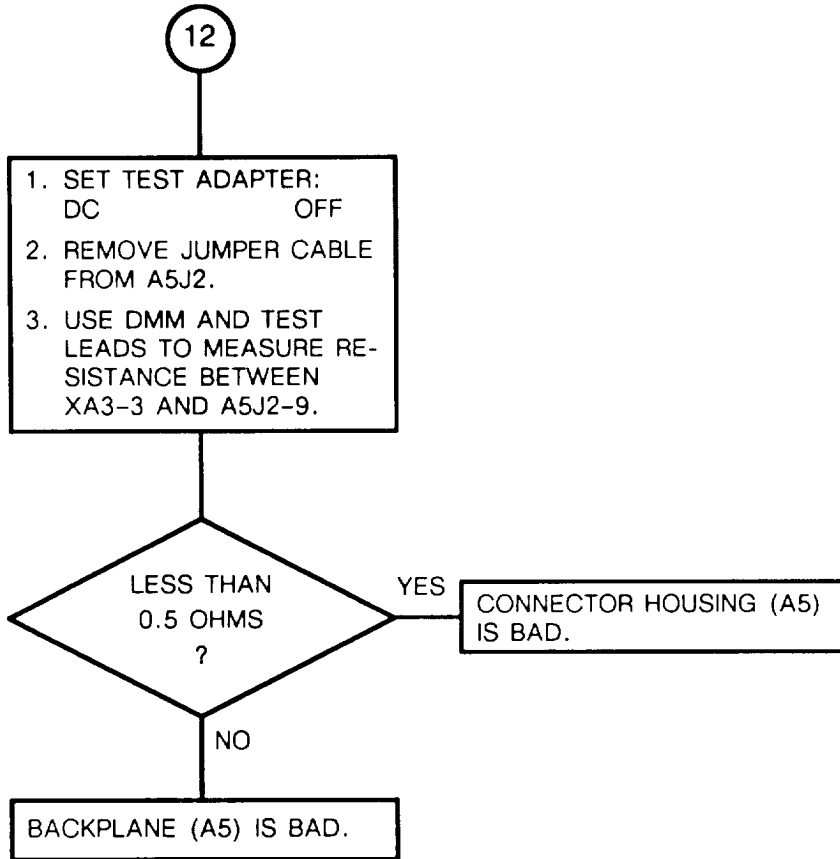 12
1. SET TEST ADAPTER:
DC OFF
2. REMOVE JUMPER CABLE
FROM A5J2.
3. USE DMM AND TEST
LEADS TO MEASURE RE-
SISTANCE BETWEEN
XA3-3 AND A5J2-9.
LESS THAN
0.5 OHMS
?
YES
CONNECTOR HOUSING (A5)
IS BAD.
NO
BACKPLANE (A5) IS BAD.